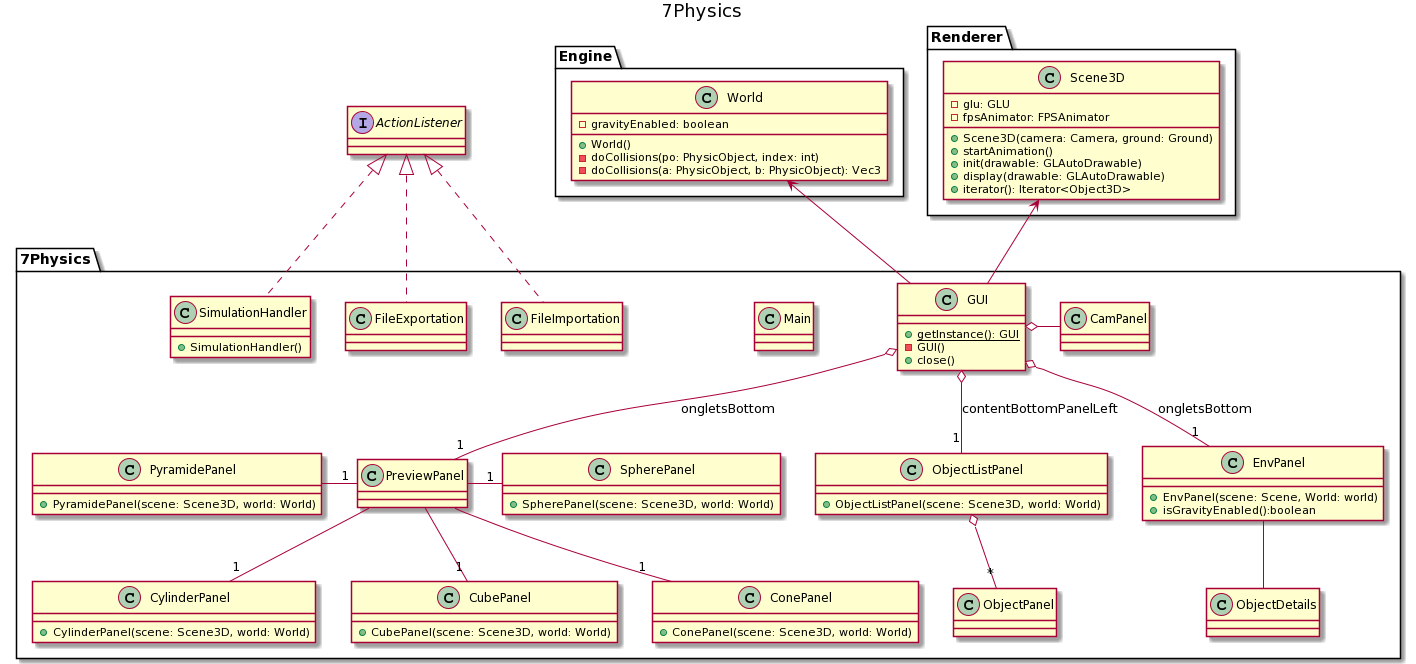 7Physics
Engine
C World
gravityEnabled: boolean
World()
doCollisions(po: PhysicObject, index: int)
doCollisions(a: PhysicObject, b: PhysicObject): Vec3
Renderer
C Scene3D
glu: GLU
fpsAnimator: FPSAnimator
Scene3D(camera: Camera, ground: Ground)
startAnimation()
init(drawable: GLAutoDrawable)
display(drawable: GLAutoDrawable)
iterator(): Iterator<Object3D>
I ActionListener
7Physics
C SimulationHandler
SimulationHandler()
C FileExportation
C FileImportation
C Main
C GUI
getInstance(): GUI
GUI()
close()
C CamPanel
ongletsBottom
contentBottomPanelLeft
ongletsBottom
1
1
1
C PyramidePanel
PyramidePanel(scene: Scene3D, world: World)
1
C PreviewPanel
1
C SpherePanel
SpherePanel(scene: Scene3D, world: World)
C ObjectListPanel
ObjectListPanel(scene: Scene3D, world: World)
C EnvPanel
EnvPanel(scene: Scene, World: world)
isGravityEnabled():boolean
1
1
1
*
C CylinderPanel
CylinderPanel(scene: Scene3D, world: World)
C CubePanel
CubePanel(scene: Scene3D, world: World)
C ConePanel
ConePanel(scene: Scene3D, world: World)
C ObjectPanel
C ObjectDetails